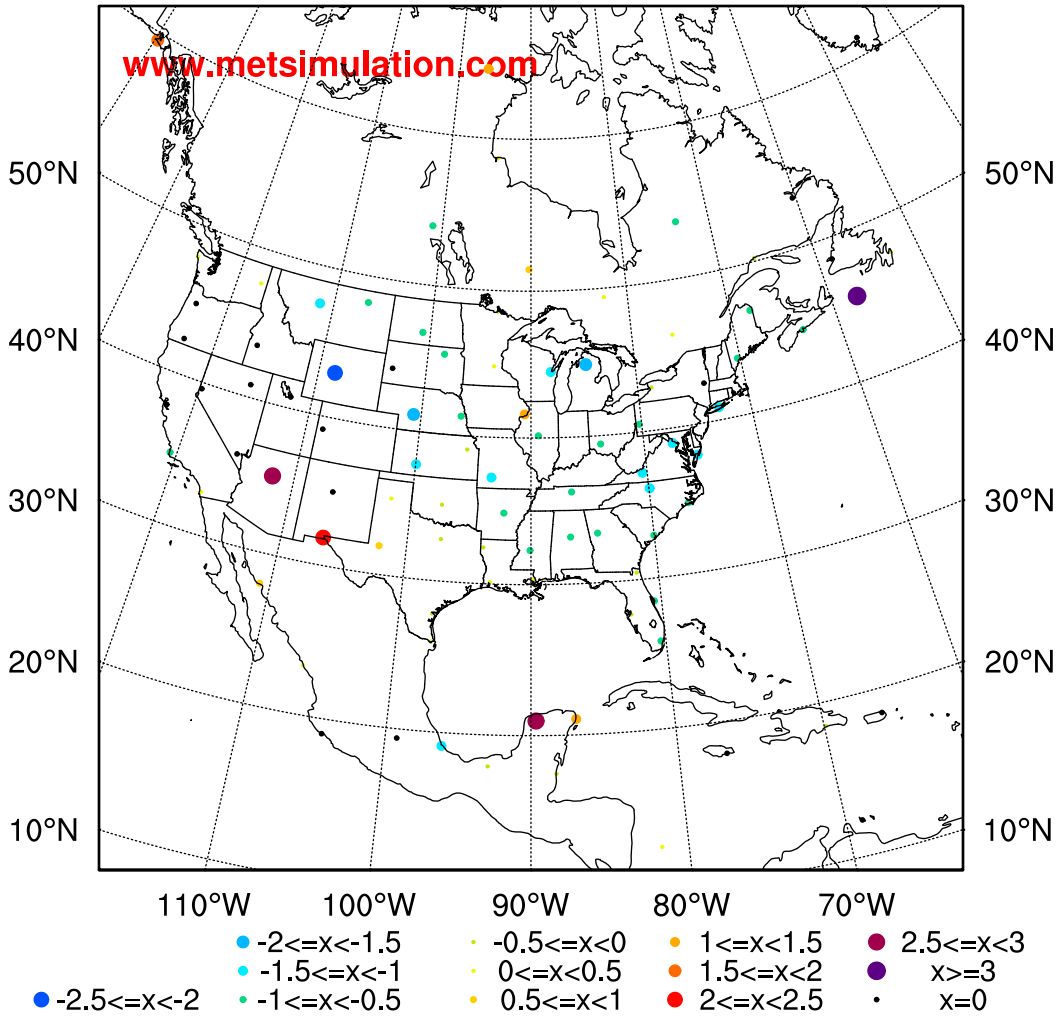 www.metsimulation.com
50°N 50°N
40°N 40°N
30°N 30°N
20°N 20°N
10°N 10°N
110°W 100°W 90°W 80°W 70°W
-2<=x<-1.5 -0.5<=x<0 1<=x<1.5 2.5<=x<3
-1.5<=x<-1 0<=x<0.5 1.5<=x<2 x>=3
-2.5<=x<-2 -1<=x<-0.5 0.5<=x<1 2<=x<2.5 x=0